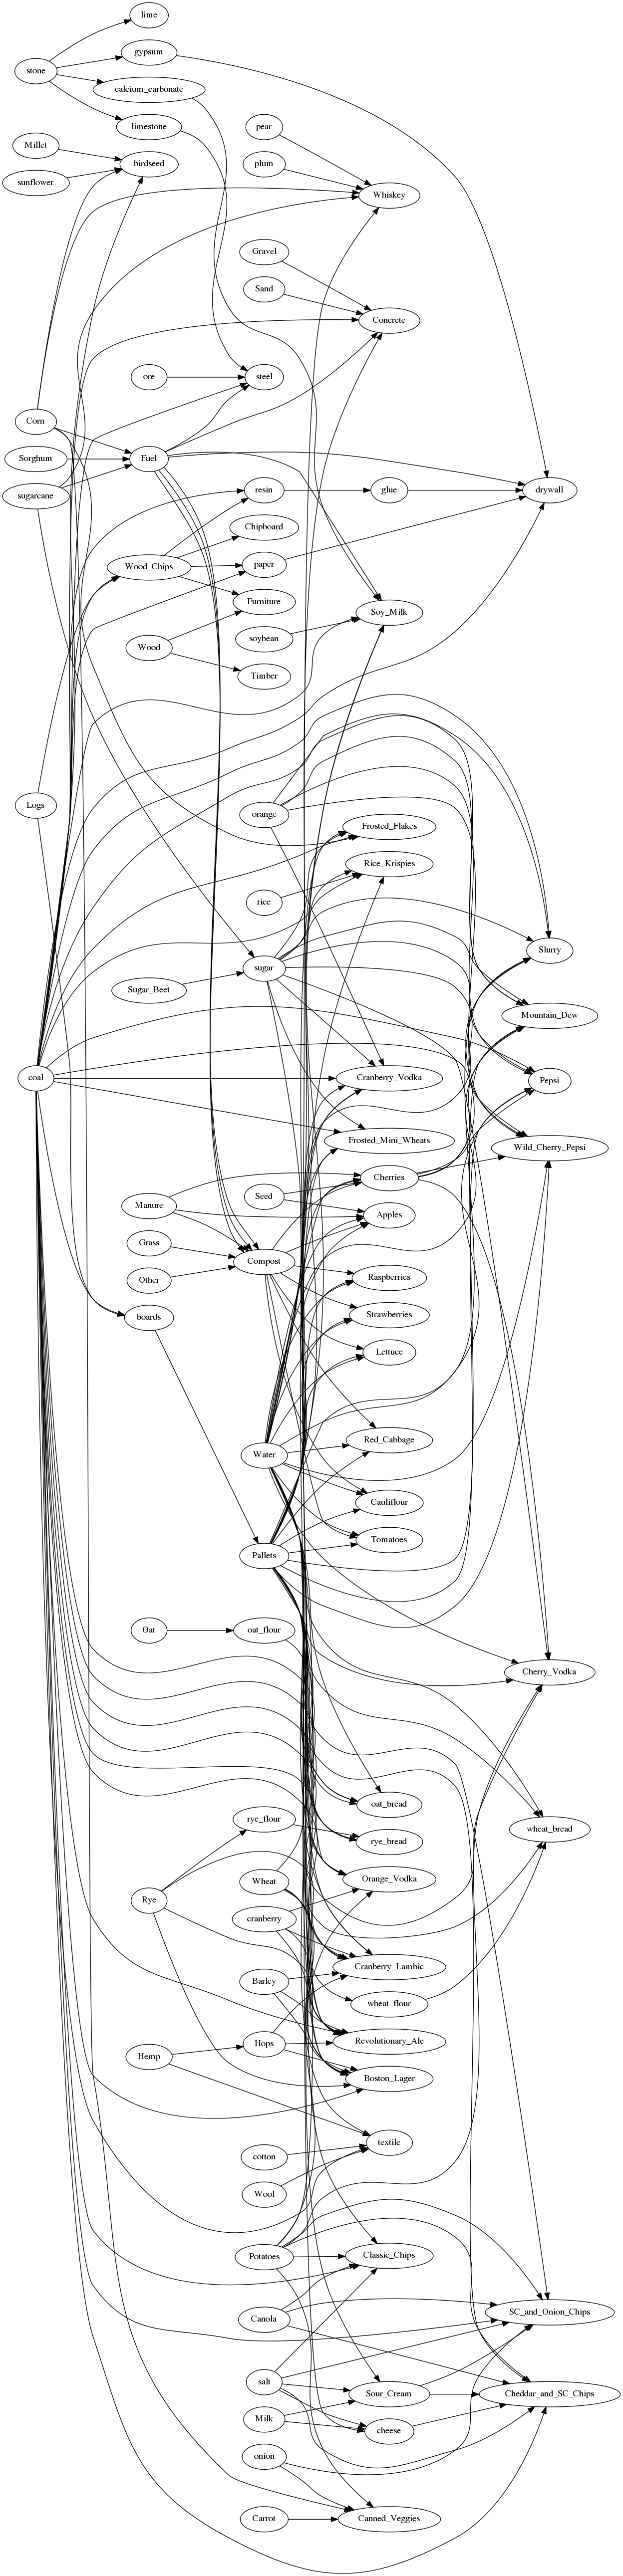 lime
gypsum
stone
calcium_carbonate
limestone
pear
Millet
birdseed
plum
sunflower
Whiskey
Gravel
Sand
Concrete
ore
steel
Corn
Sorghum
Fuel
sugarcane
resin
glue
drywall
Chipboard
Wood_Chips
paper
Furniture
Soy_Milk
soybean
Wood
Timber
Logs
orange
Frosted_Flakes
Rice_Krispies
rice
Slurry
sugar
Sugar_Beet
Mountain_Dew
coal
Cranberry_Vodka
Pepsi
Frosted_Mini_Wheats
Wild_Cherry_Pepsi
Cherries
Seed
Manure
Apples
Grass
Compost
Other
Raspberries
Strawberries
boards
Lettuce
Red_Cabbage
Water
Cauliflour
Tomatoes
Pallets
Oat
oat_flour
Cherry_Vodka
oat_bread
rye_flour
wheat_bread
rye_bread
Wheat
Orange_Vodka
Rye
cranberry
Cranberry_Lambic
Barley
wheat_flour
Hops
Revolutionary_Ale
Hemp
Boston_Lager
textile
cotton
Wool
Potatoes
Classic_Chips
SC_and_Onion_Chips
Canola
salt
Sour_Cream
Cheddar_and_SC_Chips
Milk
cheese
onion
Carrot
Canned_Veggies